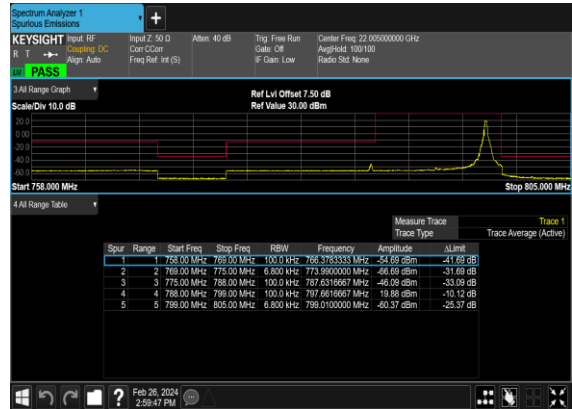 Spectrum Analyzer 1
Spurious Emissions
KEYSIGHT Input: RF Input Z: 50 Ω Atten: 40 dB Trig: Free Run Center Freq: 22.005000000 GHz
R T Coupling: DC Corr CCorr Gate: Off Avg|Hold: 100/100
Align: Auto Freq Ref: Int (S) IF Gain: Low Radio Std: None
PASS
3 All Range Graph
Ref Lvl Offset 7.50 dB
Scale/Div 10.0 dB Ref Value 30.00 dBm
20.0
0.00
-20.0
-40.0
-60.0
Start 758.000 MHz Stop 805.000 MHz
4 All Range Table
Measure Trace Trace 1
Trace Type Trace Average (Active)
Spur Range Start Freq Stop Freq RBW Frequency Amplitude ΔLimit
1 1 758.00 MHz 769.00 MHz 100.0 kHz 766.3783333 MHz -54.69 dBm -41.69 dB
2 2 769.00 MHz 775.00 MHz 6.800 kHz 773.9900000 MHz -66.69 dBm -31.69 dB
3 3 775.00 MHz 788.00 MHz 100.0 kHz 787.6316667 MHz -46.09 dBm -33.09 dB
4 4 788.00 MHz 799.00 MHz 100.0 kHz 797.6616667 MHz 19.88 dBm -10.12 dB
5 5 799.00 MHz 805.00 MHz 6.800 kHz 799.0100000 MHz -60.37 dBm -25.37 dB
? Feb 26, 2024
2:59:47 PM